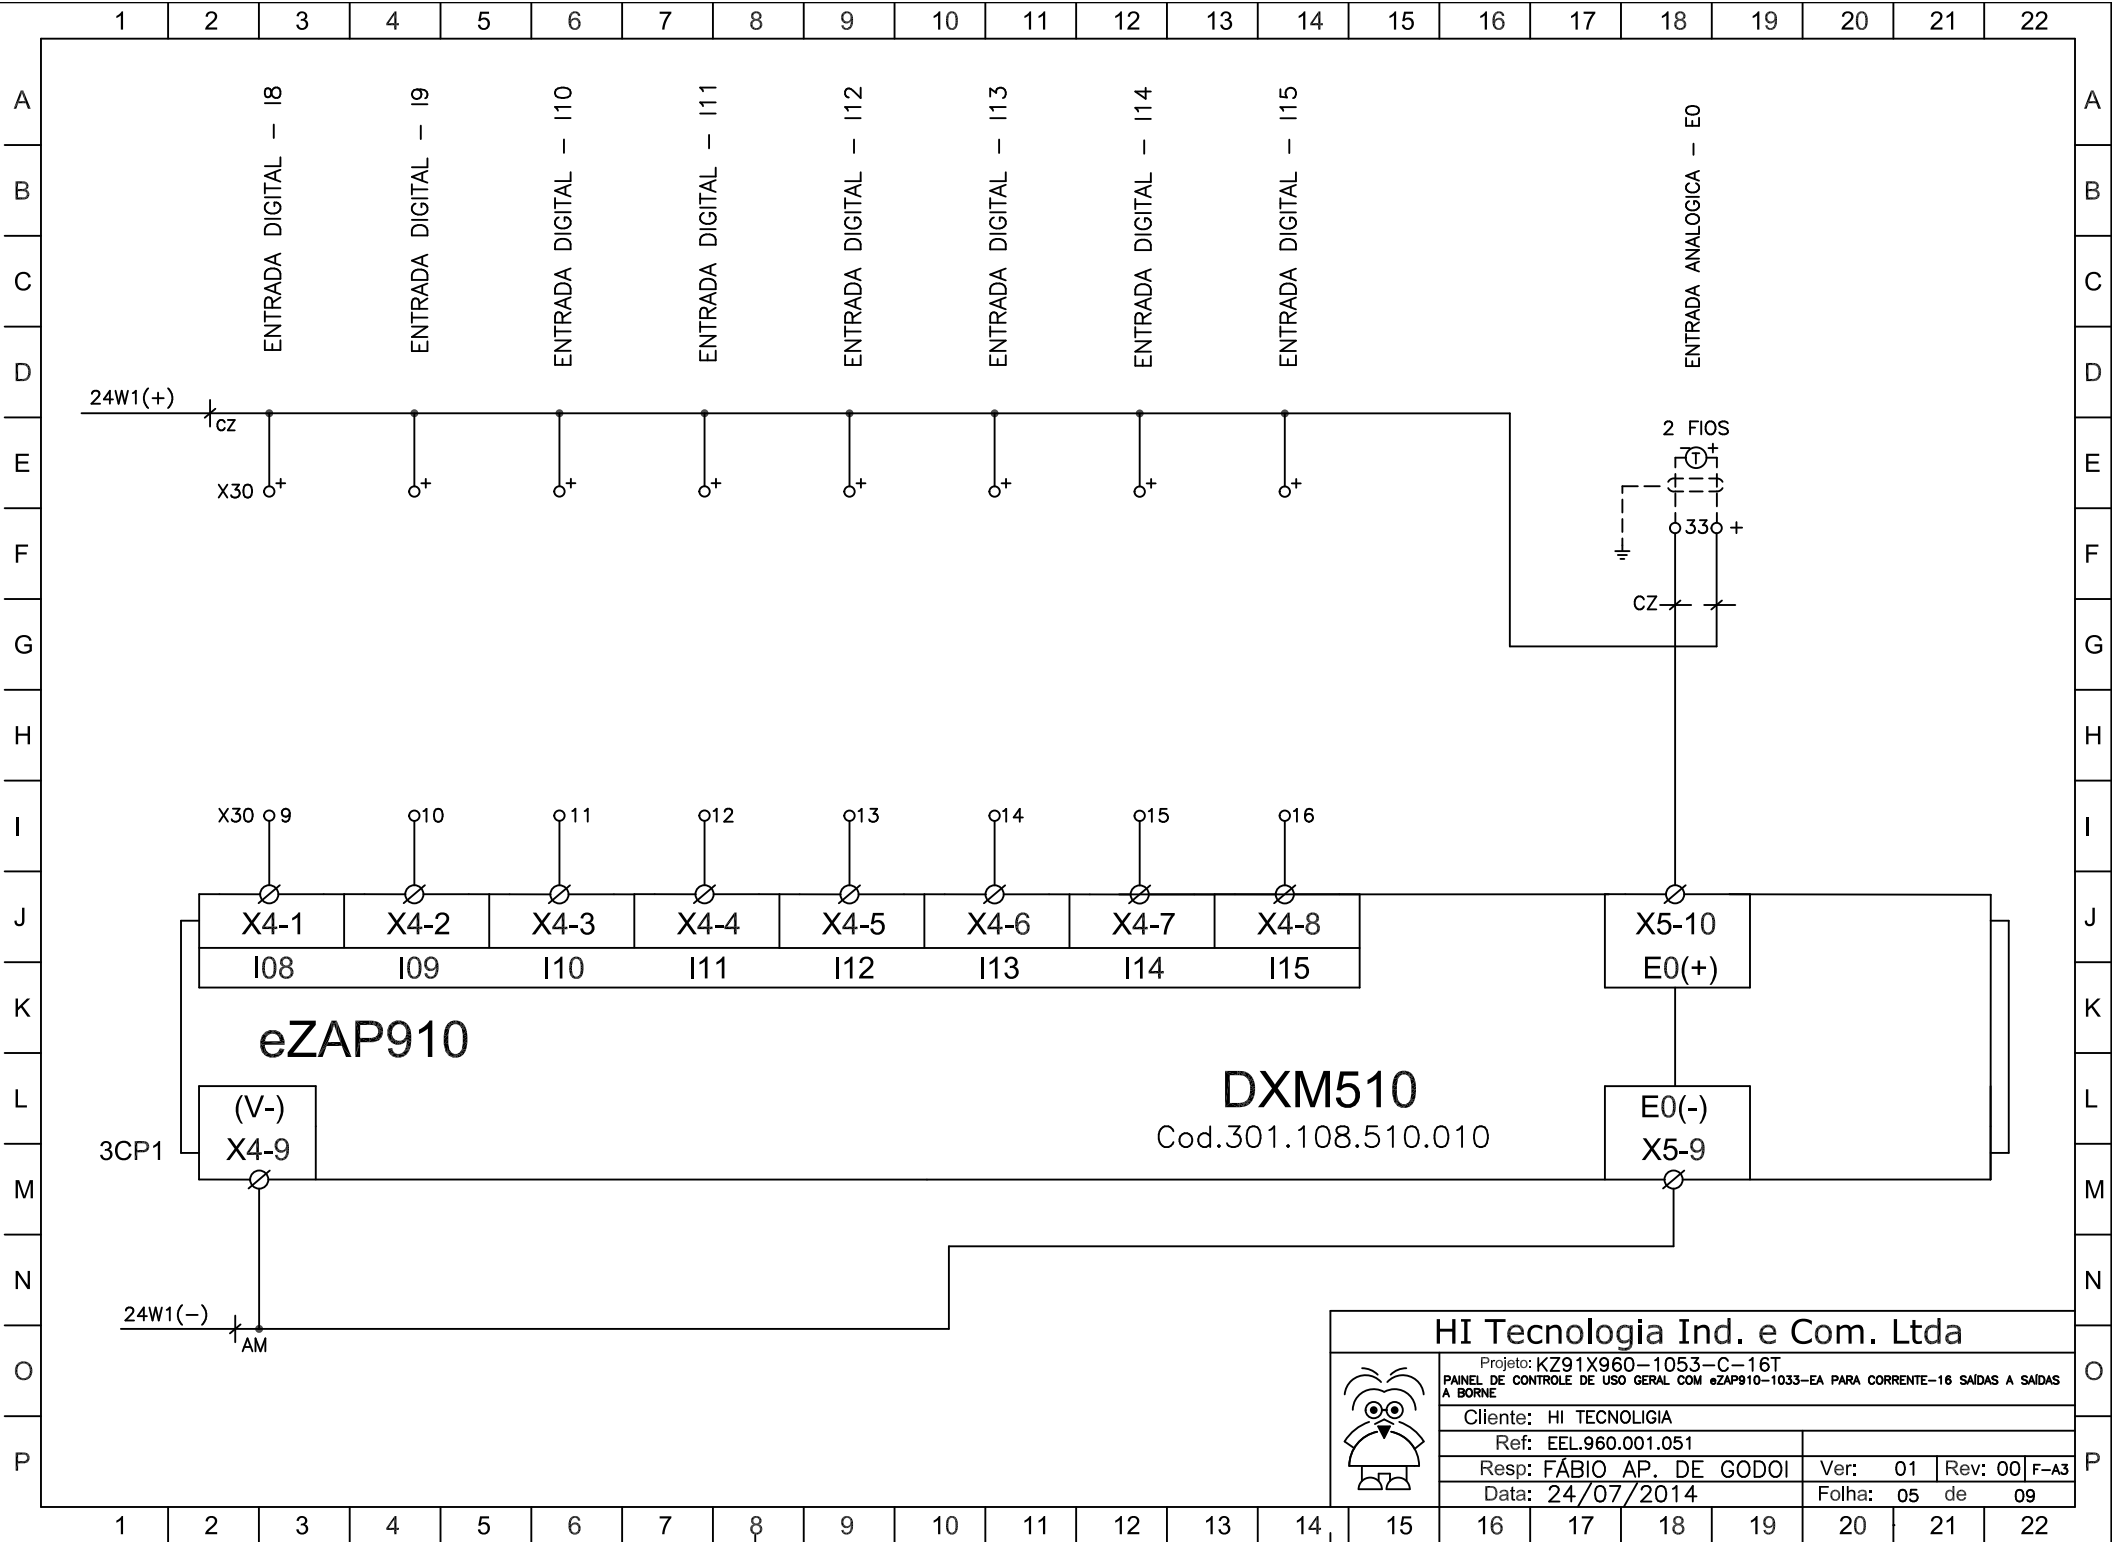 1 2 3 4 5 6 7 8 9 10 11 12 13 14 15 16 17 18 19 20 21 22
A A
B B
C C
D D
E E
F F
G G
H H
I I
J J
K K
L L
M M
N N
O O
P P
ENTRADA DIGITAL - I8
ENTRADA DIGITAL - I9
ENTRADA DIGITAL - I10
ENTRADA DIGITAL - I11
ENTRADA DIGITAL - I12
ENTRADA DIGITAL - I13
ENTRADA DIGITAL - I14
ENTRADA DIGITAL - I15
ENTRADA ANALOGICA - E0
24W1(+)
CZ
2 FIOS
- T +
X30 + + + + + + + +
33 +
CZ
X30 9 10 11 12 13 14 15 16
X4-1 X4-2 X4-3 X4-4 X4-5 X4-6 X4-7 X4-8 X5-10
I08 I09 I10 I11 I12 I13 I14 I15 E0(+)
eZAP910
DXM510
Cod.301.108.510.010
(V-) E0(-)
3CP1 X4-9 X5-9
24W1(-)
AM
HI Tecnologia Ind. e Com. Ltda
Projeto: KZ91X960-1053-C-16T
PAINEL DE CONTROLE DE USO GERAL COM eZAP910-1033-EA PARA CORRENTE-16 SAÍDAS A SAÍDAS
A BORNE
Cliente: HI TECNOLIGIA
Ref: EEL.960.001.051
Resp: FÁBIO AP. DE GODOI Ver: 01 Rev: 00 F-A3
Data: 24/07/2014 Folha: 05 de 09
1 2 3 4 5 6 7 8 9 10 11 12 13 14 15 16 17 18 19 20 21 22